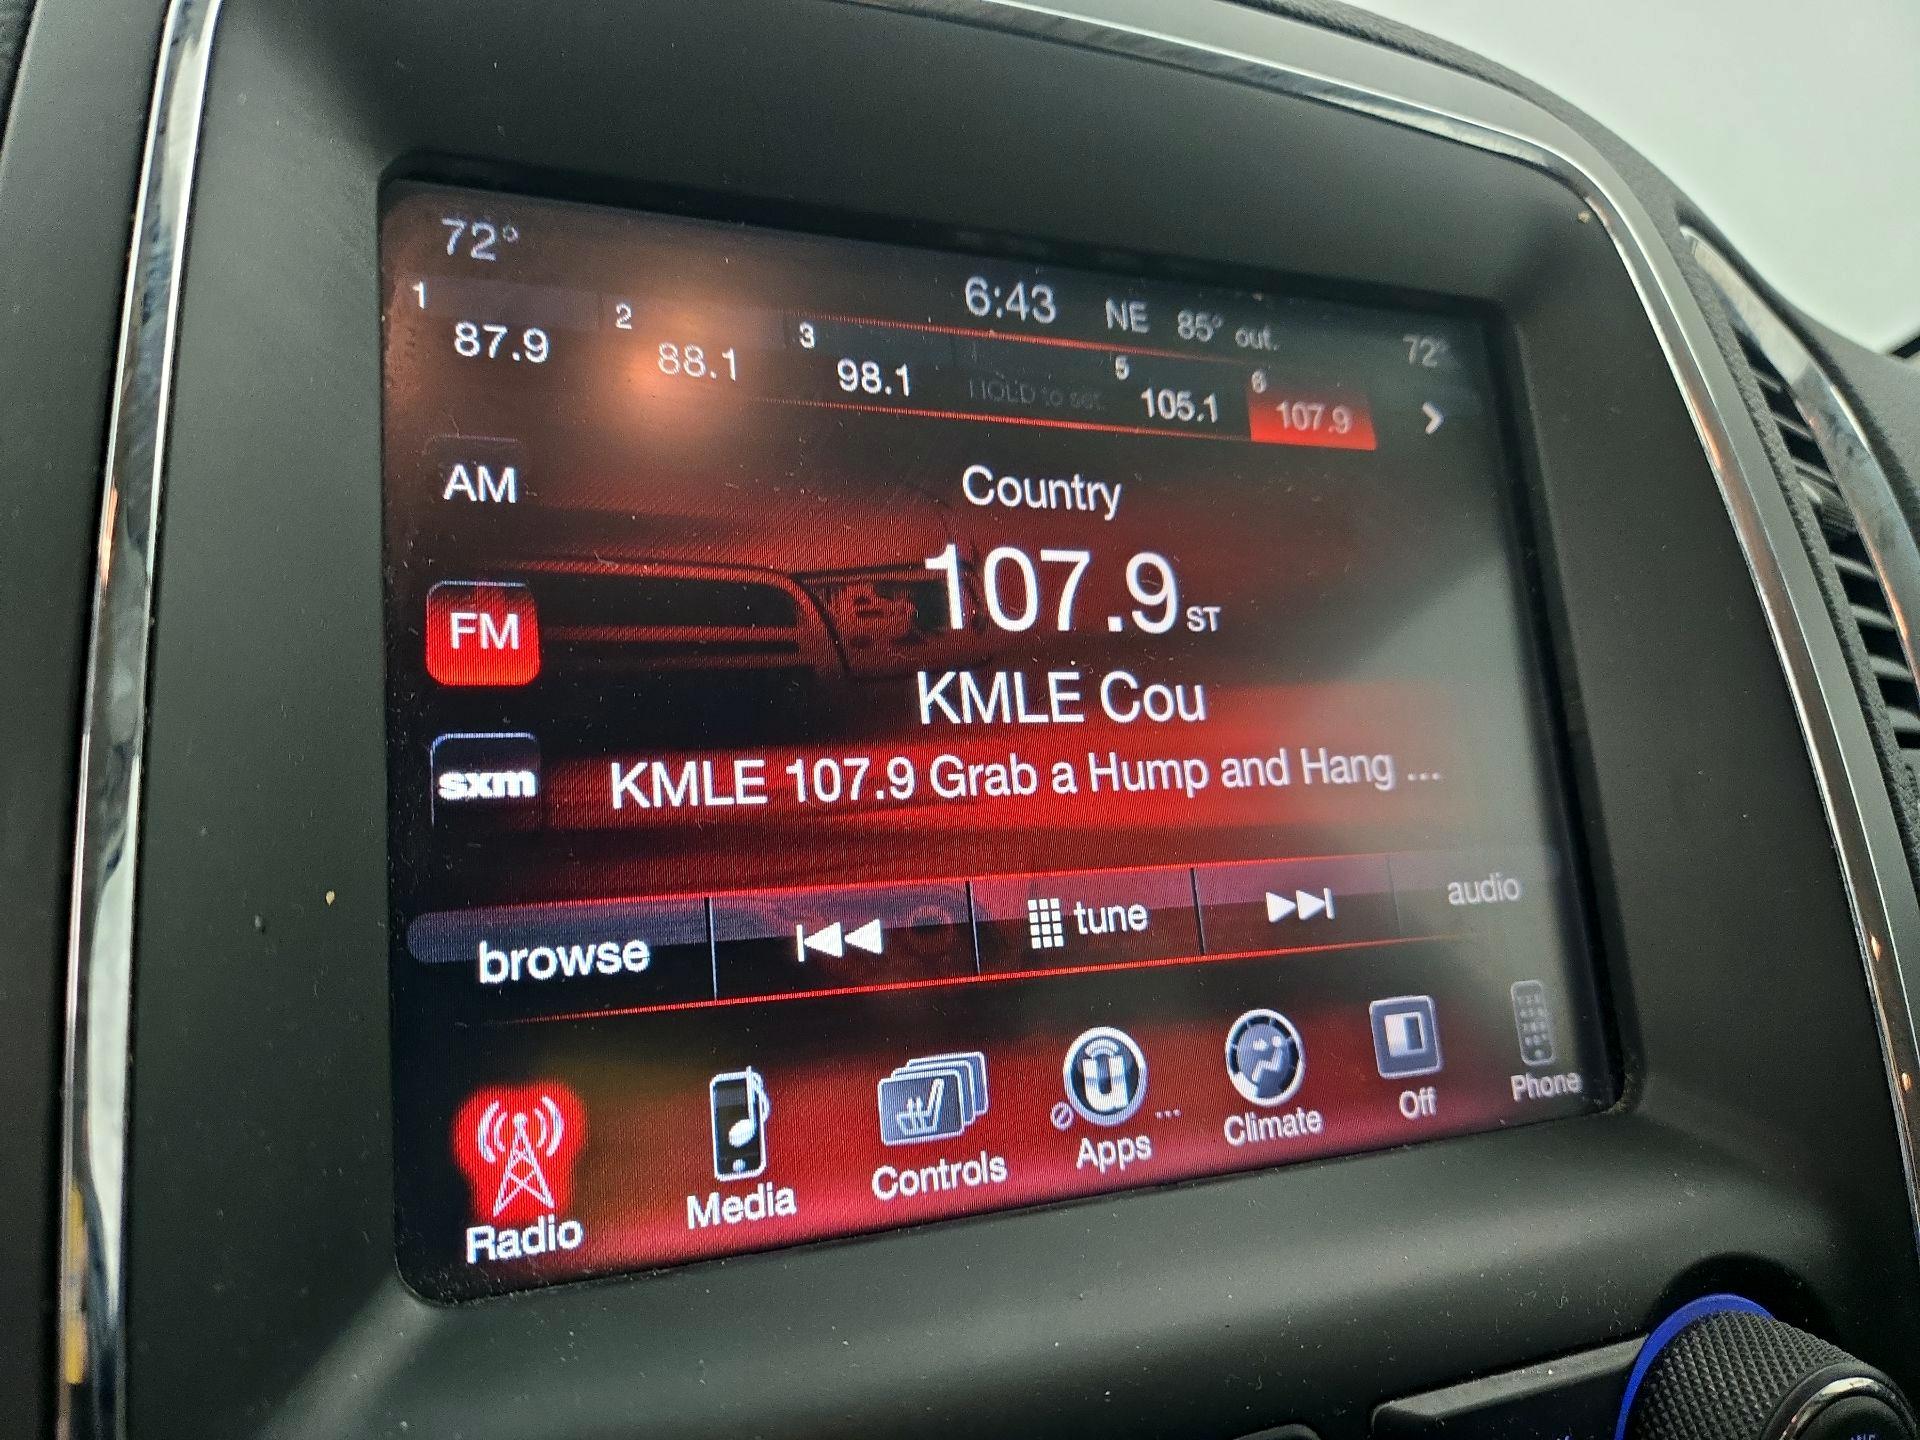 72°
6:43 NE 85° out. 72°
1 87.9 2 88.1 3 98.1 HOLD to set. 5 105.1 6 107.9
AM
Country
FM
107.9 ST
KMLE Cou
sxm
KMLE 107.9 Grab a Hump and Hang ...
browse tune audio
Radio Media Controls Apps ... Climate Off Phone